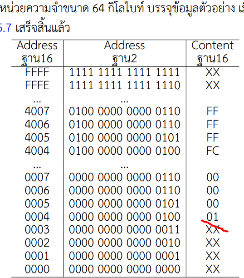 หน่วยความจำขนาด 64 กิโลไบท์ บรรจุข้อมูลตัวอย่าง
5.7 เสร็จสิ้นแล้ว
Address Address Content
ฐาน16 ฐาน2 ฐาน16
FFFF 1111 1111 1111 1111 XX
FFFE 1111 1111 1111 1110 XX
...
4007 0100 0000 0000 0110 FF
4006 0100 0000 0000 0110 FF
4005 0100 0000 0000 0101 FF
4004 0100 0000 0000 0100 FC
...
0007 0000 0000 0000 0110 00
0006 0000 0000 0000 0110 00
0005 0000 0000 0000 0101 00
0004 0000 0000 0000 0100 01
0003 0000 0000 0000 0011 XX
0002 0000 0000 0000 0010 XX
0001 0000 0000 0000 0001 XX
0000 0000 0000 0000 0000 XX